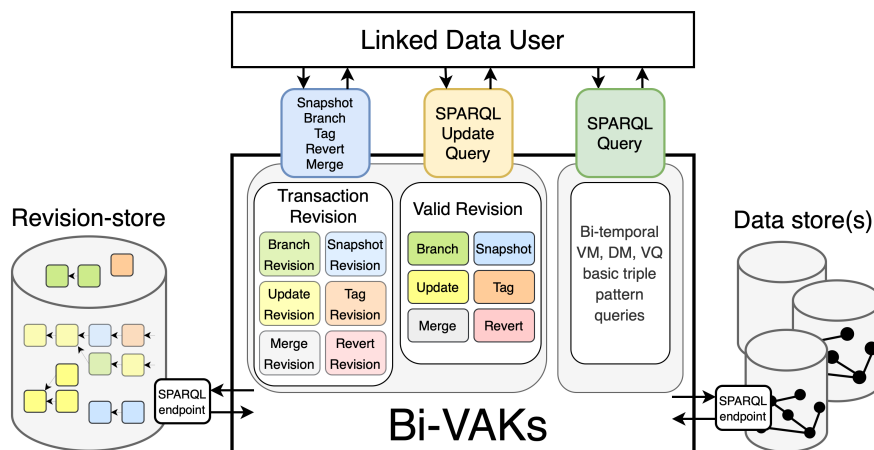 Linked Data User
Snapshot
Branch
Tag
Revert
Merge
SPARQL
Update
Query
SPARQL
Query
Revision-store
Transaction
Revision
Branch
Revision
Snapshot
Revision
Update
Revision
Tag
Revision
Merge
Revision
Revert
Revision
Valid Revision
Branch
Snapshot
Update
Tag
Merge
Revert
Bi-temporal
VM, DM, VQ
basic triple
pattern
queries
Data store(s)
SPARQL
endpoint
Bi-VAKs
SPARQL
endpoint